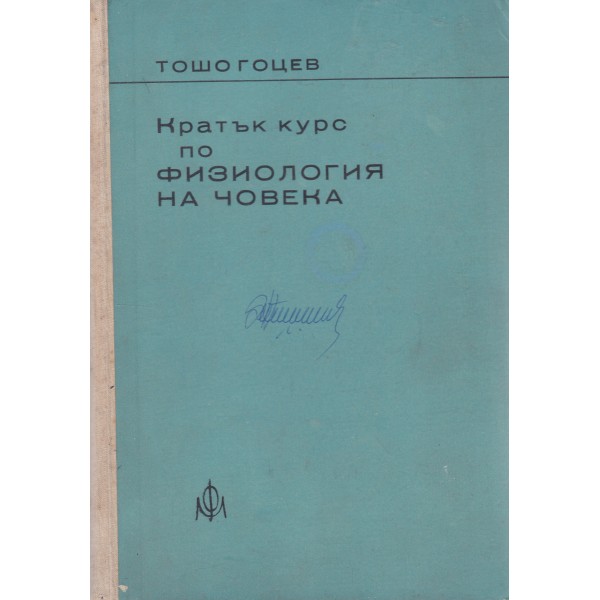 ТОШО ГОЦЕВ
Кратък курс
по
ФИЗИОЛОГИЯ
НА ЧОВЕКА